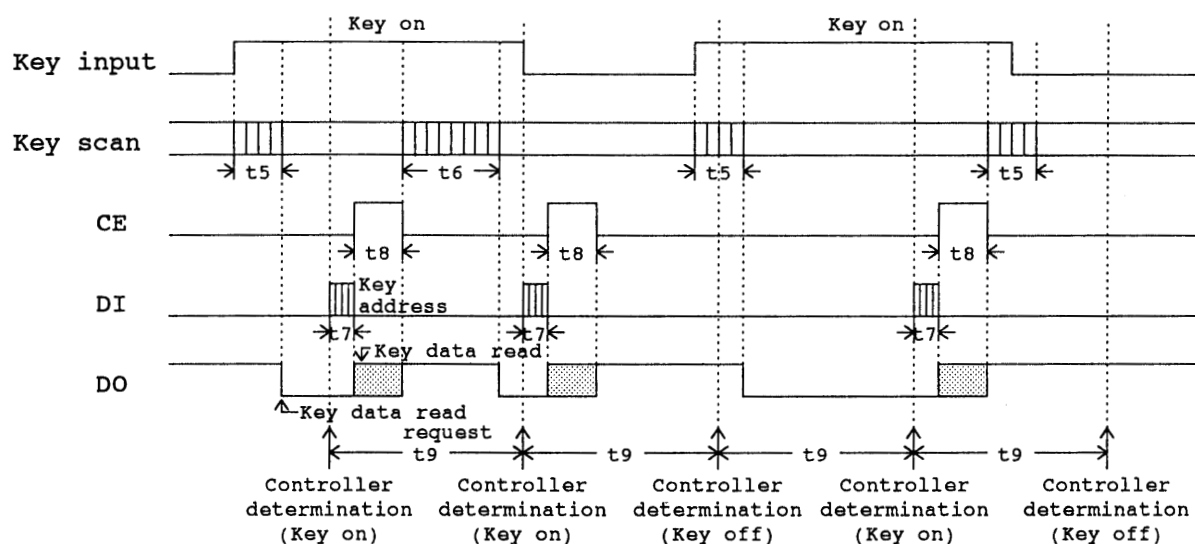 Key on Key on
Key input
Key scan
t5 t6 t5 t5
CE
t8 t8 t8
DI
Key
address
t7 t7 t7
Key data read
DO
Key data read
request
t9 t9 t9 t9
Controller Controller Controller Controller Controller
determination determination determination determination determination
(Key on) (Key on) (Key off) (Key on) (Key off)